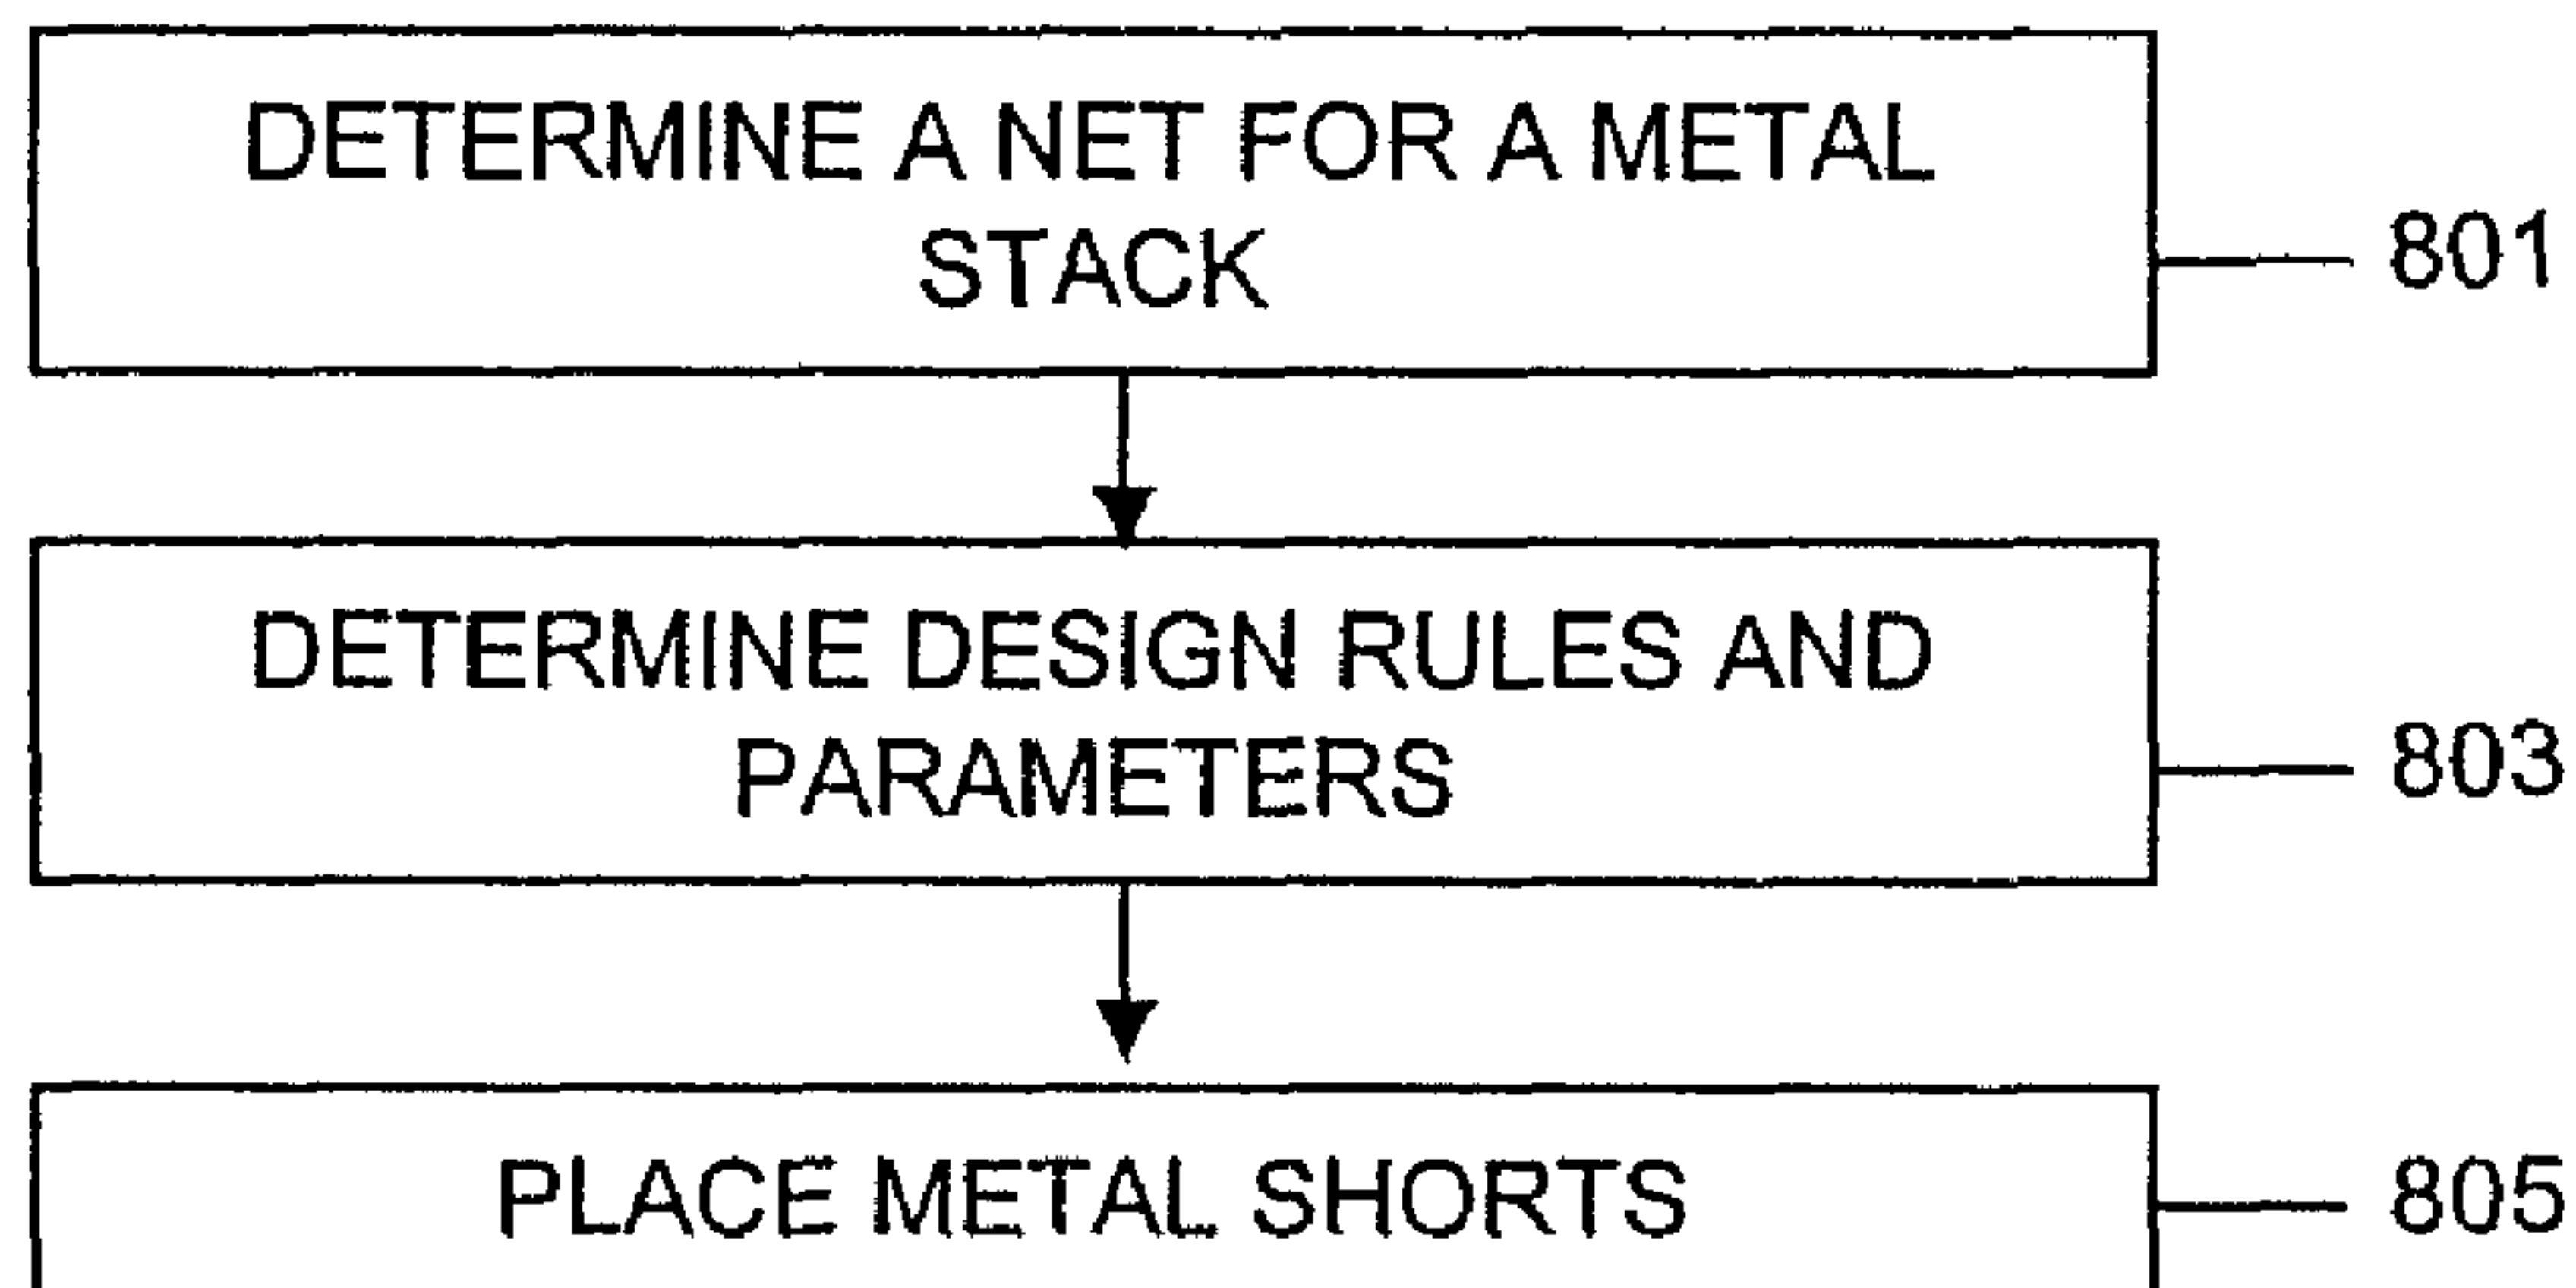 DETERMINE A NET FOR A METAL
STACK
801
DETERMINE DESIGN RULES AND
PARAMETERS
803
PLACE METAL SHORTS
805